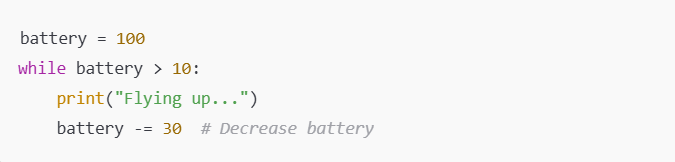 battery = 100
while battery > 10:
    print("Flying up...")
    battery -= 30  # Decrease battery